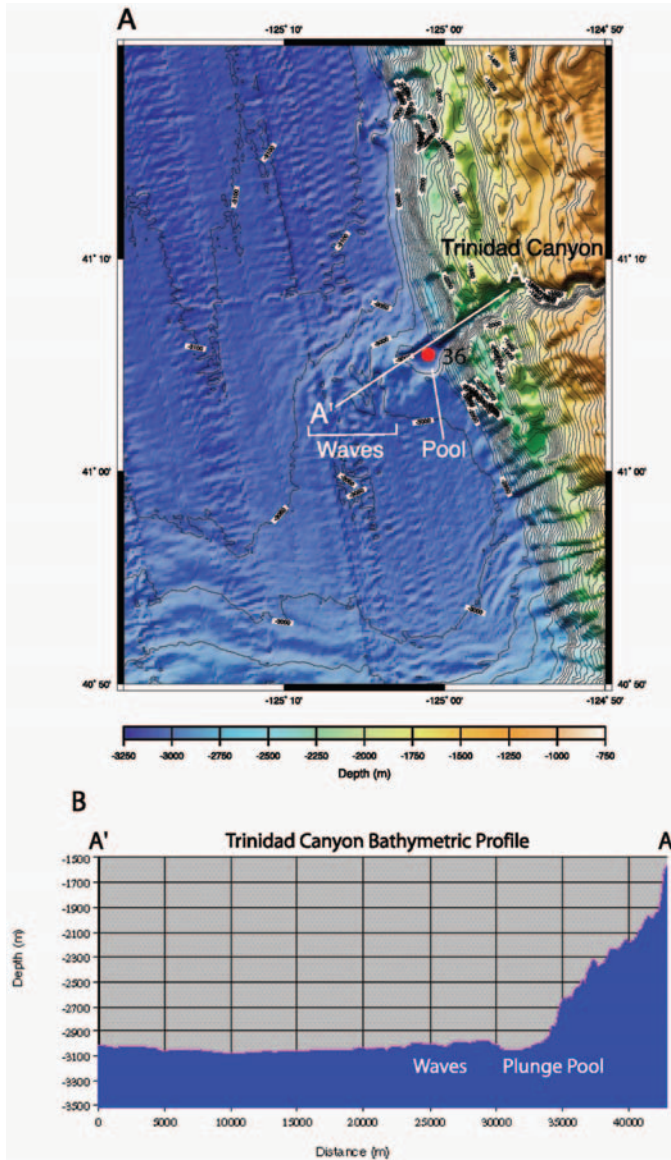 A
-125° 10'
-125° 00'
-124° 50'
41° 10'
41° 10'
Trinidad Canyon
A
36
A'
Waves
Pool
41° 00'
41° 00'
40° 50'
40° 50'
-125° 10'
-125° 00'
-124° 50'
-3250 -3000 -2750 -2500 -2250 -2000 -1750 -1500 -1250 -1000 -750
Depth (m)
B
A' Trinidad Canyon Bathymetric Profile A
-1500
-1700
-1900
-2100
-2300
-2500
-2700
-2900
-3100
-3300
-3500
Depth (m)
Waves Plunge Pool
0 5000 10000 15000 20000 25000 30000 35000 40000
Distance (m)